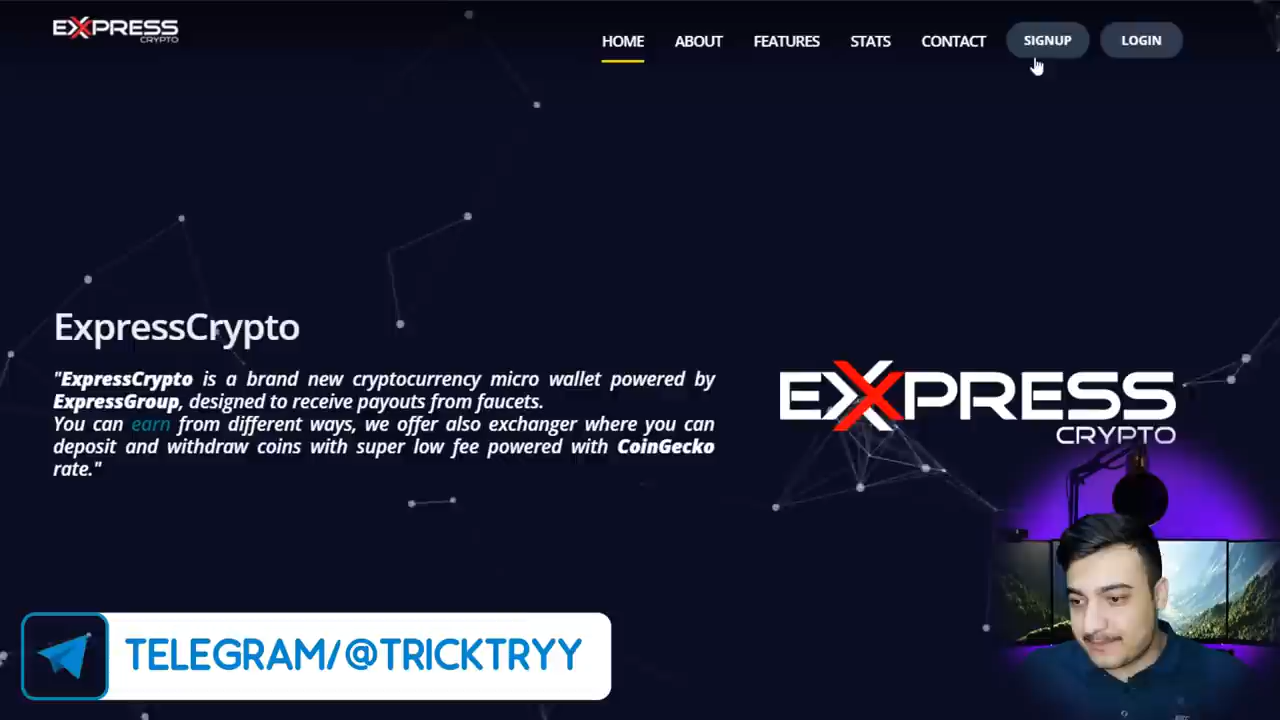 EXPRESS
CRYPTO
HOME
ABOUT
FEATURES
STATS
CONTACT
SIGNUP
LOGIN
ExpressCrypto
"ExpressCrypto is a brand new cryptocurrency micro wallet powered by
ExpressGroup, designed to receive payouts from faucets.
You can earn from different ways, we offer also exchanger where you can
deposit and withdraw coins with super low fee powered with CoinGecko
rate."
EXPRESS
CRYPTO
TELEGRAM/@TRICKTRYY